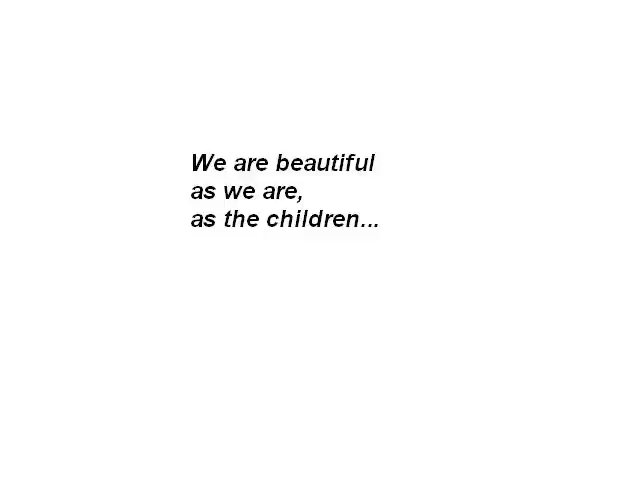 We are beautiful
as we are,
as the children...